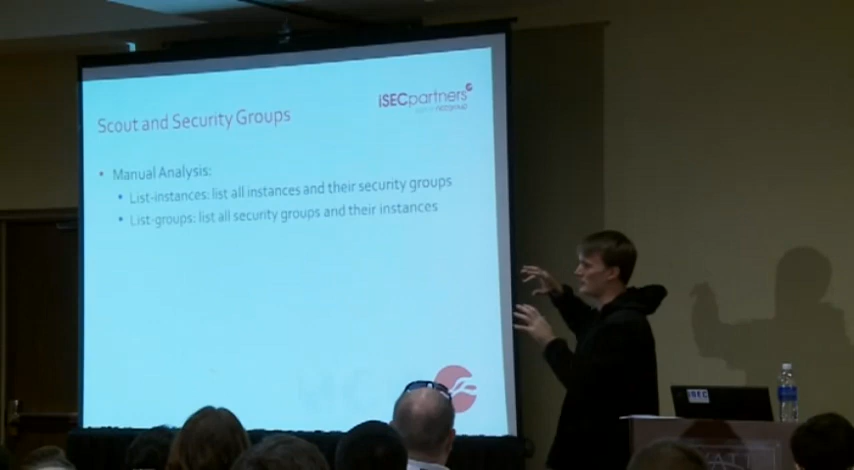 iSECpartners
Scout and Security Groups
Manual Analysis:
List-instances: list all instances and their security groups
List-groups: list all security groups and their instances
iSEC